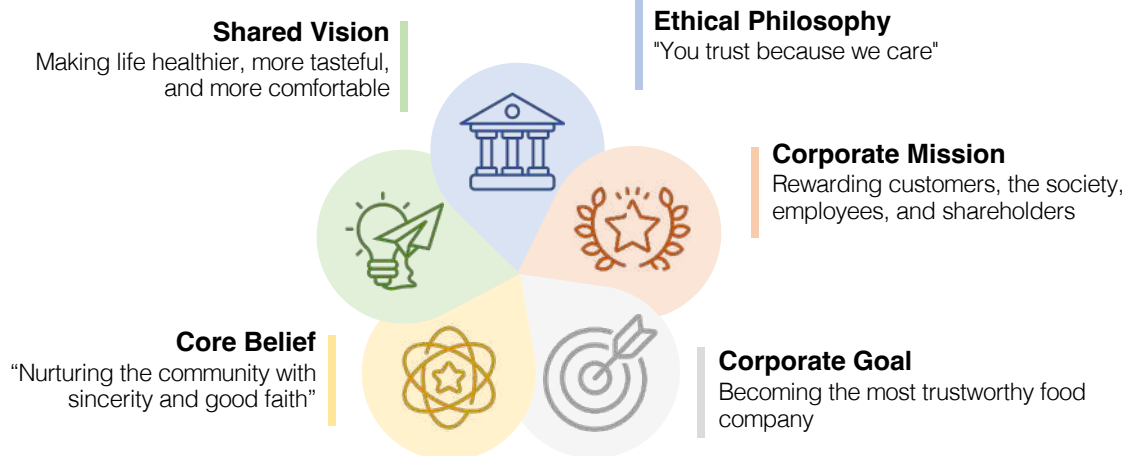 Shared Vision
Making life healthier, more tasteful,
and more comfortable
Ethical Philosophy
"You trust because we care"
Corporate Mission
Rewarding customers, the society,
employees, and shareholders
Core Belief
“Nurturing the community with
sincerity and good faith”
Corporate Goal
Becoming the most trustworthy food
company